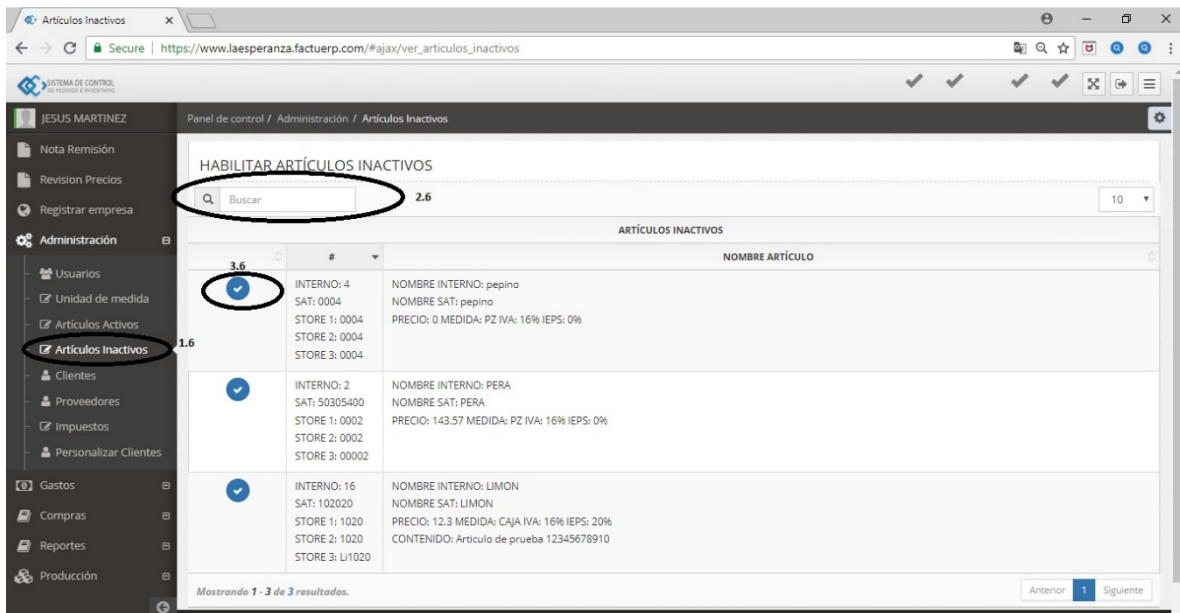 Artículos Inactivos
Secure | https://www.laesperanza.factuerp.com/#ajax/ver_articulos_inactivos
SISTEMA DE CONTROL
DE PEDIDOS E INVENTARIO
JESUS MARTINEZ
Panel de control / Administración / Artículos Inactivos
Nota Remisión
Revision Precios
Registrar empresa
Administración
Usuarios
Unidad de medida
Artículos Activos
Artículos Inactivos
1.6
Clientes
Proveedores
Impuestos
Personalizar Clientes
Gastos
Compras
Reportes
Producción
HABILITAR ARTÍCULOS INACTIVOS
Buscar
2.6
10
ARTÍCULOS INACTIVOS
# NOMBRE ARTÍCULO
3.6
INTERNO: 4
SAT: 0004
STORE 1: 0004
STORE 2: 0004
STORE 3: 0004
NOMBRE INTERNO: pepino
NOMBRE SAT: pepino
PRECIO: 0 MEDIDA: PZ IVA: 16% IEPS: 0%
INTERNO: 2
SAT: 50305400
STORE 1: 0002
STORE 2: 0002
STORE 3: 00002
NOMBRE INTERNO: PERA
NOMBRE SAT: PERA
PRECIO: 143.57 MEDIDA: PZ IVA: 16% IEPS: 0%
INTERNO: 16
SAT: 102020
STORE 1: 1020
STORE 2: 1020
STORE 3: Li1020
NOMBRE INTERNO: LIMON
NOMBRE SAT: LIMON
PRECIO: 12.3 MEDIDA: CAJA IVA: 16% IEPS: 20%
CONTENIDO: Articulo de prueba 12345678910
Mostrando 1 - 3 de 3 resultados.
Anterior 1 Siguiente